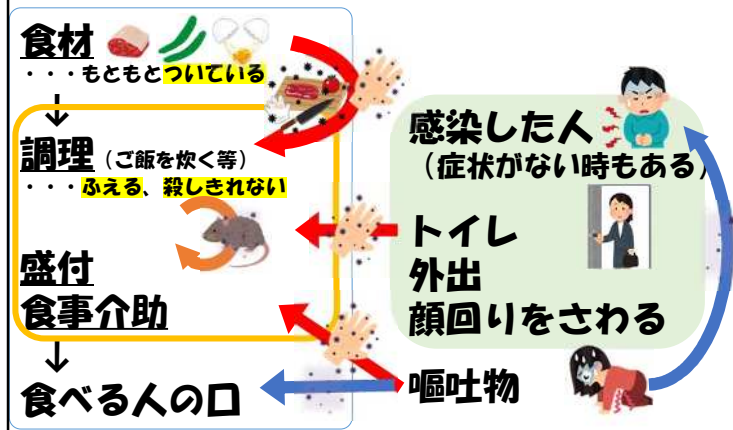 食材
・・・もともとついている
↓
調理（ご飯を炊く等）
・・・ふえる、殺しきれない
盛付
食事介助
↓
食べる人の口
感染した人
（症状がない時もある）
トイレ
外出
顔回りをさわる
嘔吐物